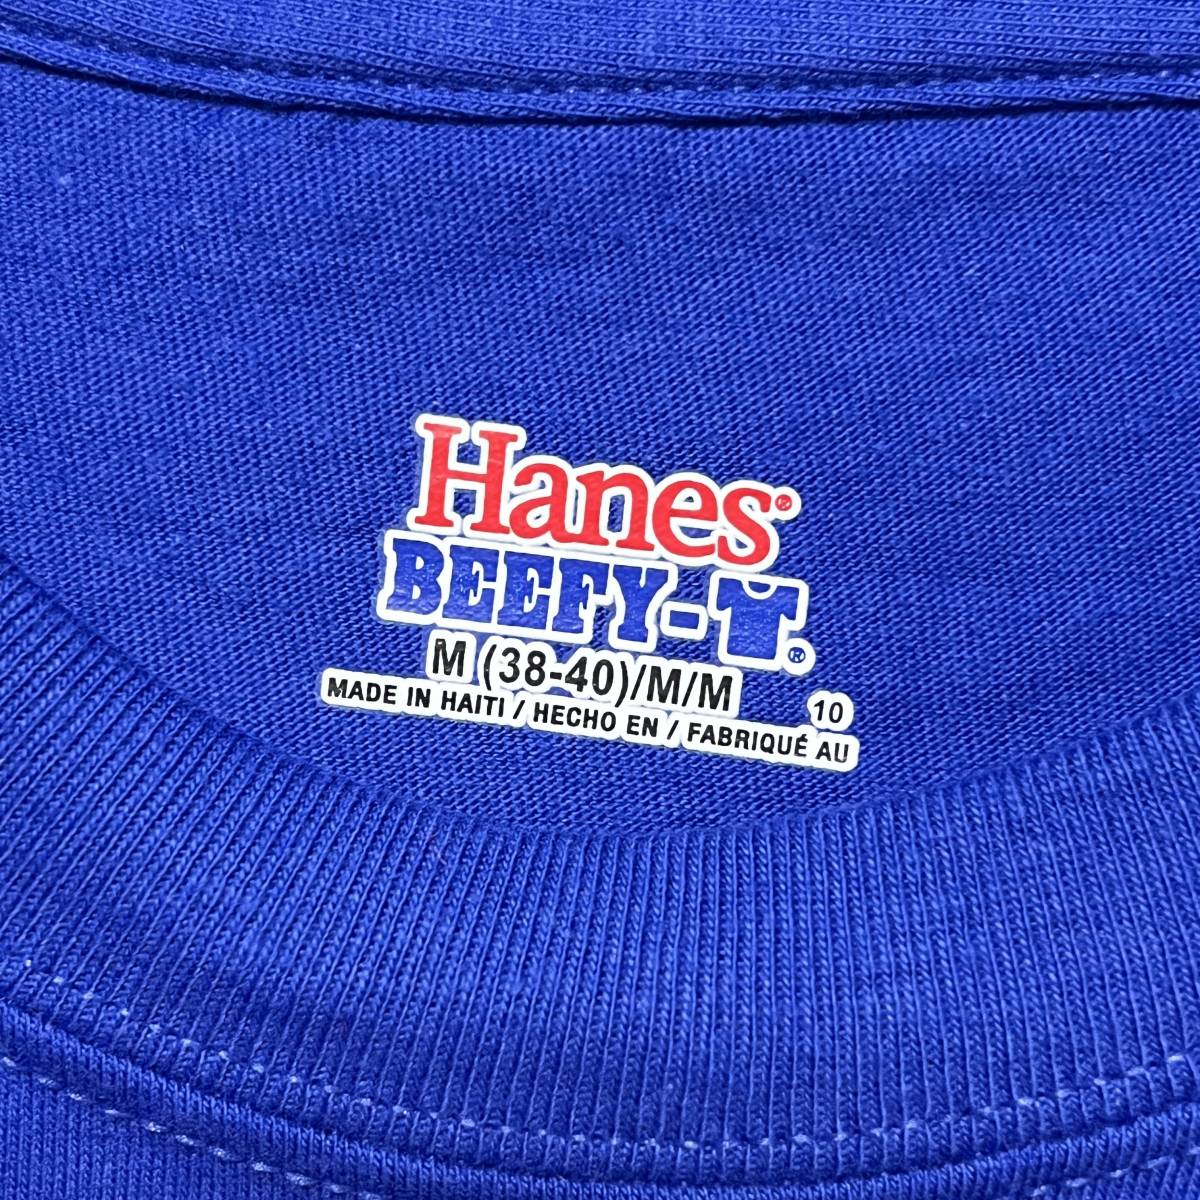 Hanes®
BEEFY-T®
M (38-40)/M/M
10
MADE IN HAITI / HECHO EN / FABRIQUÉ AU